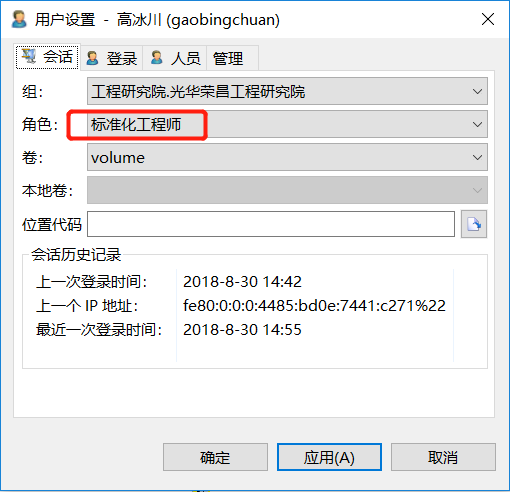 用户设置 - 高冰川 (gaobingchuan)
会话 登录 人员 管理
组： 工程研究院.光华荣昌工程研究院
角色： 标准化工程师
卷： volume
本地卷：
位置代码
会话历史记录
上一次登录时间： 2018-8-30 14:42
上一个 IP 地址： fe80:0:0:0:4485:bd0e:7441:c271%22
最近一次登录时间： 2018-8-30 14:55
确定 应用(A) 取消